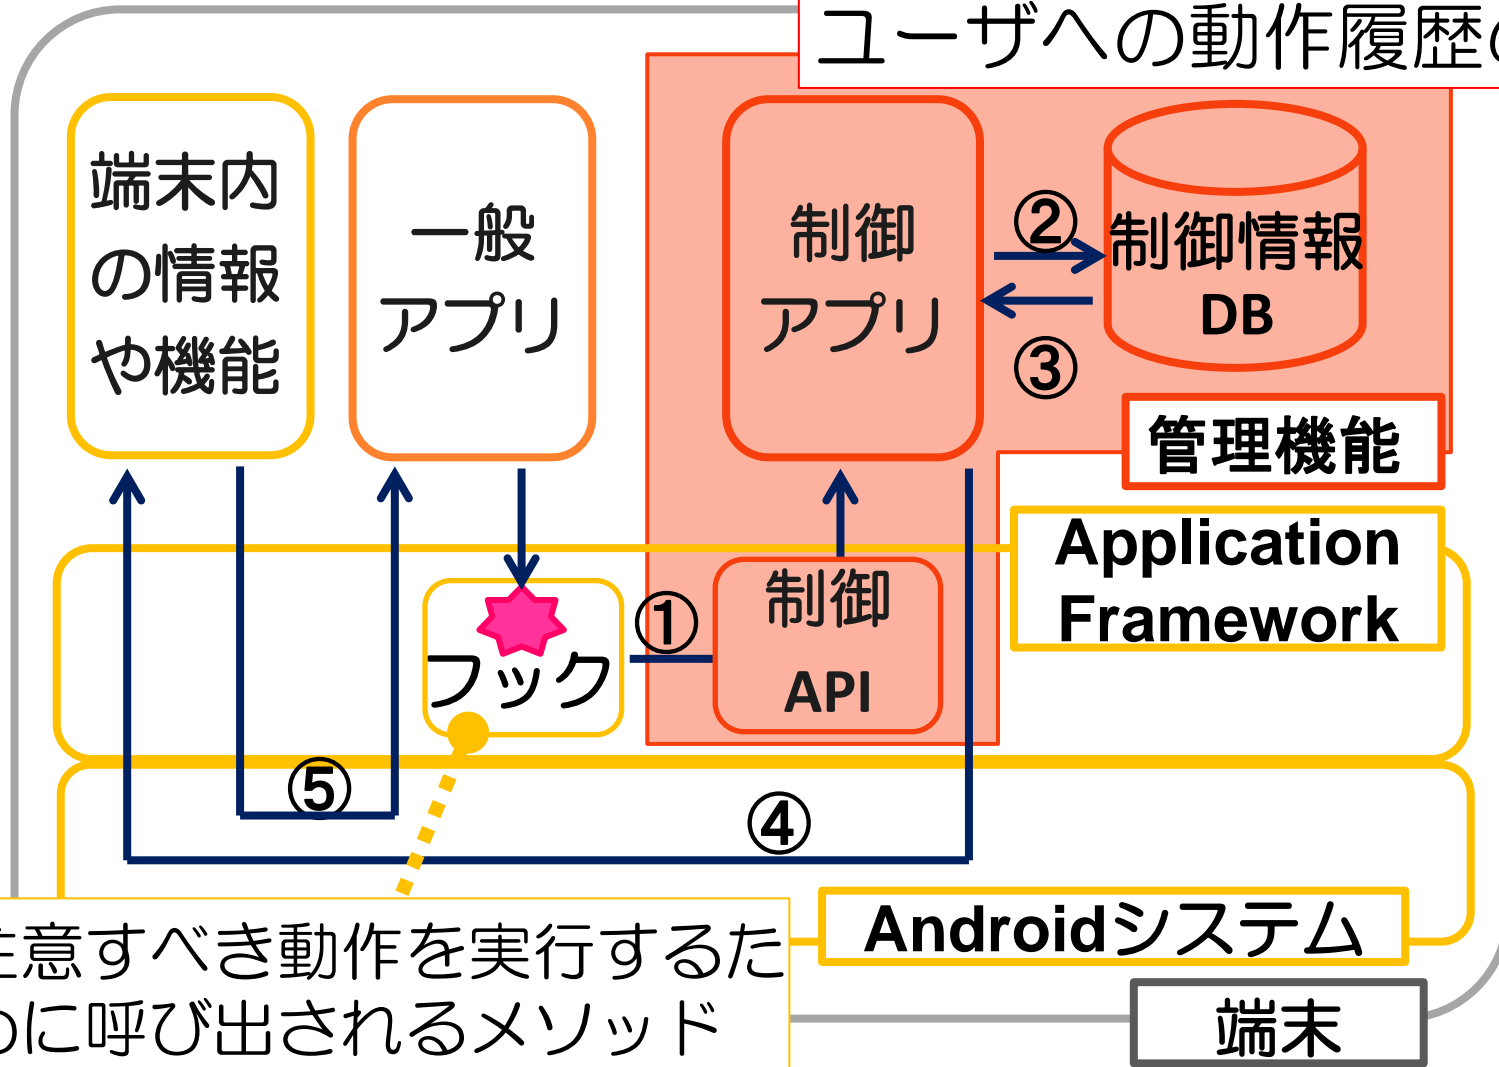 ユーザへの動作履歴の
端末内
の情報
や機能
一般
アプリ
制御
アプリ
②
③
制御情報
DB
管理機能
Application
Framework
フック
①
制御
API
⑤
④
Androidシステム
注意すべき動作を実行するた
めに呼び出されるメソッド
端末